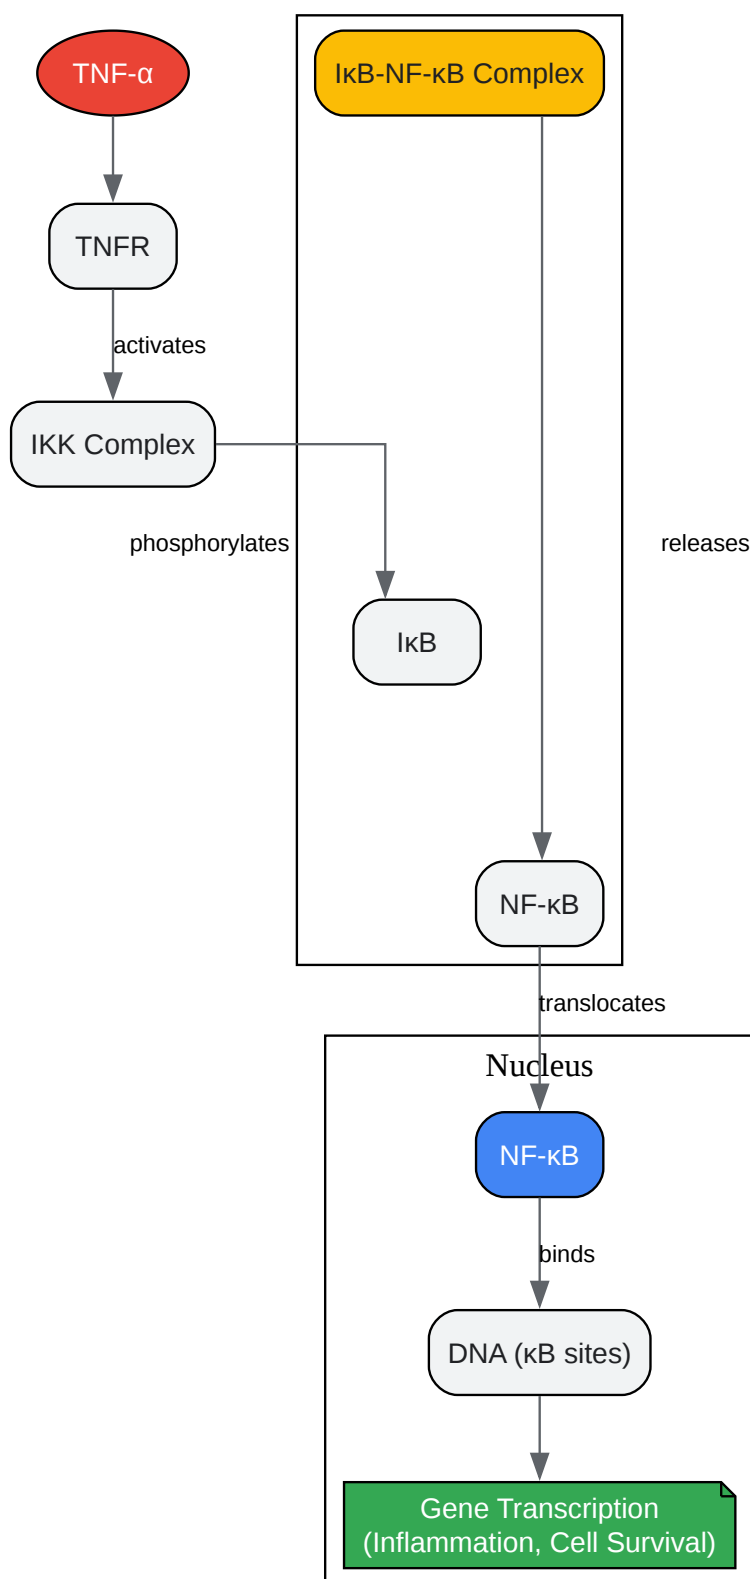 TNF-α
IκB-NF-κB Complex
TNFR
activates
IKK Complex
phosphorylates
releases
IκB
NF-κB
translocates
Nucleus
NF-κB
binds
DNA (κB sites)
Gene Transcription
(Inflammation, Cell Survival)